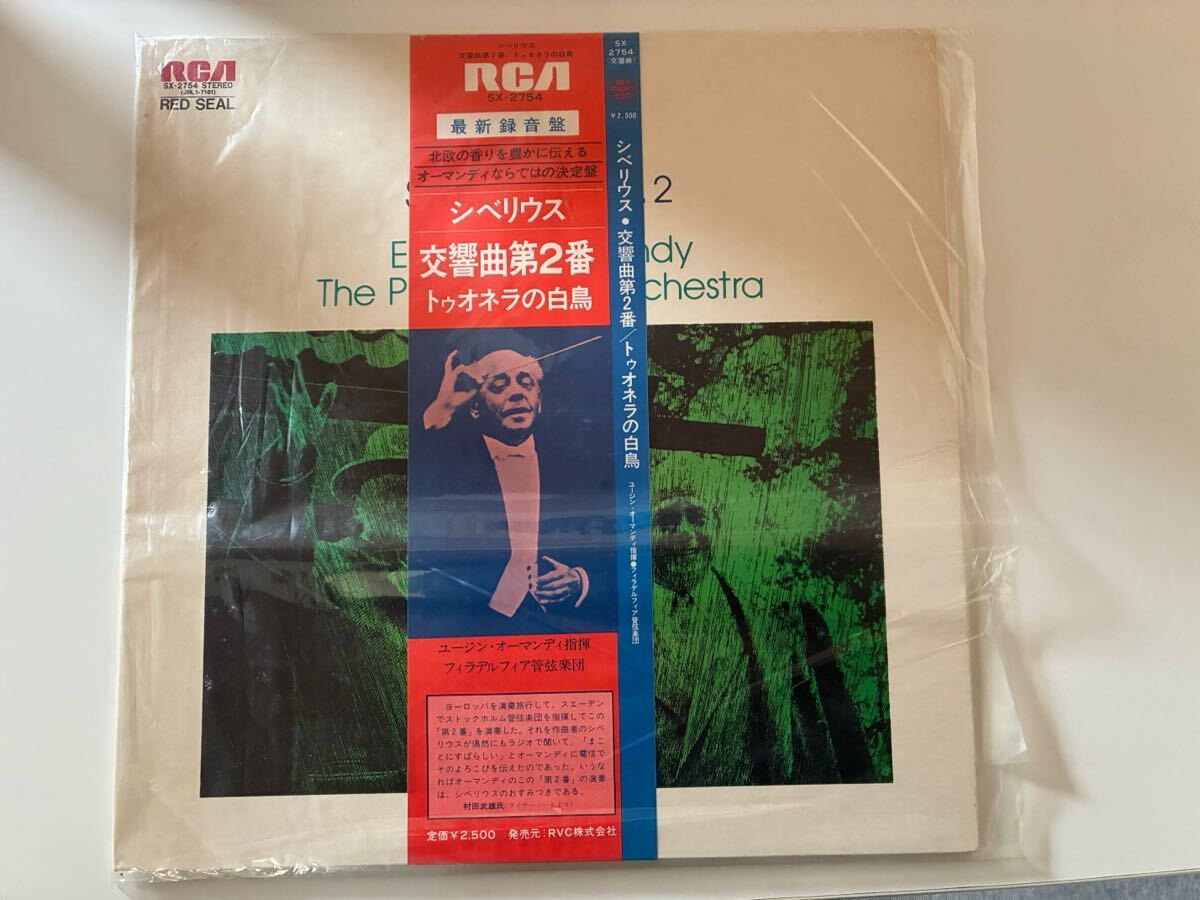 RCA
SX-2754 STEREO
(JRL1-7161)
RED SEAL
S
. 2
E
ndy
The P
chestra
シベリウス
交響曲第2番、トゥオネラの白鳥
RCA
SX-2754
最新録音盤
北欧の香りを豊かに伝える
オーマンディならではの決定盤
シベリウス
交響曲第2番
トゥオネラの白鳥
ユージン・オーマンディ指揮
フィラデルフィア管弦楽団
ヨーロッパを演奏旅行して、スエーデン
でストックホルム管弦楽団を指揮してこの
「第2番」を演奏した。それを作曲者のシベ
リウスが偶然にもラジオで聞いて、「まこ
とにすばらしい」とオーマンディに電信で
そのよろこびを伝えたのであった。いうな
ればオーマンディのこの「第2番」の演奏
は、シベリウスのおすみつきである。
村田武雄氏(ライナーノートより)
定価¥2,500 発売元:RVC株式会社
SX
2754
交響曲
¥2,500
シベリウス・交響曲第2番/トゥオネラの白鳥
ユージン・オーマンディ指揮●フィラデルフィア管弦楽団